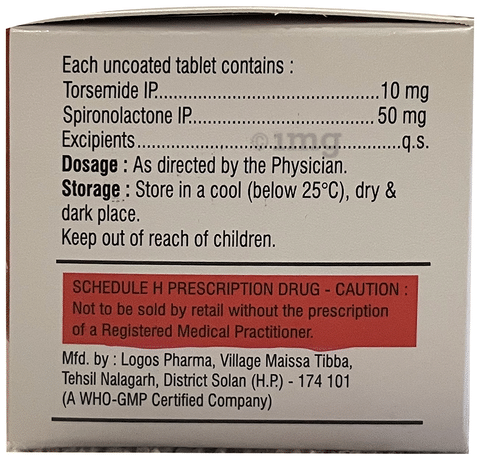 Each uncoated tablet contains :
Torsemide IP..........................................10 mg
Spironolactone IP...................................50 mg
Excipients.................................................q.s.
1mg
Dosage : As directed by the Physician.
Storage : Store in a cool (below 25°C), dry &
dark place.
Keep out of reach of children.
SCHEDULE H PRESCRIPTION DRUG - CAUTION :
Not to be sold by retail without the prescription
of a Registered Medical Practitioner.
Mfd. by : Logos Pharma, Village Maissa Tibba,
Tehsil Nalagarh, District Solan (H.P.) - 174 101
(A WHO-GMP Certified Company)